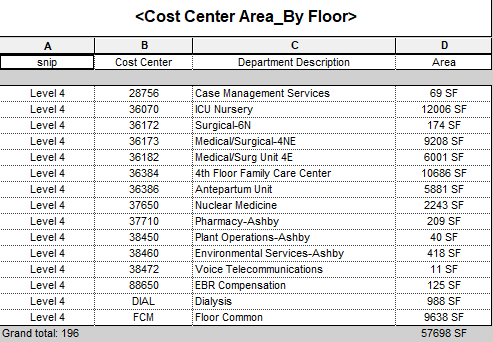 <Cost Center Area_By Floor>
A B C D
snip Cost Center Department Description Area
Level 4 28756 Case Management Services 69 SF
Level 4 36070 ICU Nursery 12006 SF
Level 4 36172 Surgical-6N 174 SF
Level 4 36173 Medical/Surgical-4NE 9208 SF
Level 4 36182 Medical/Surg Unit 4E 6001 SF
Level 4 36384 4th Floor Family Care Center 10686 SF
Level 4 36386 Antepartum Unit 5881 SF
Level 4 37650 Nuclear Medicine 2243 SF
Level 4 37710 Pharmacy-Ashby 209 SF
Level 4 38450 Plant Operations-Ashby 40 SF
Level 4 38460 Environmental Services-Ashby 418 SF
Level 4 38472 Voice Telecommunications 11 SF
Level 4 88650 EBR Compensation 125 SF
Level 4 DIAL Dialysis 988 SF
Level 4 FCM Floor Common 9638 SF
Grand total: 196 57698 SF